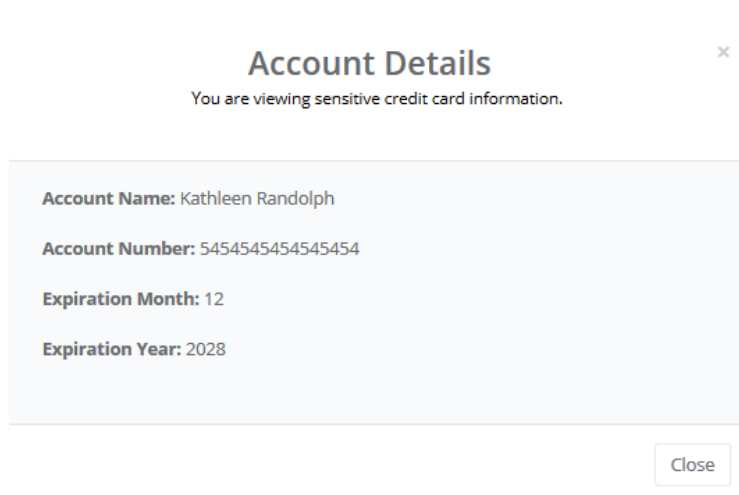 Account Details
×
You are viewing sensitive credit card information.
Account Name: Kathleen Randolph
Account Number: 5454545454545454
Expiration Month: 12
Expiration Year: 2028
Close